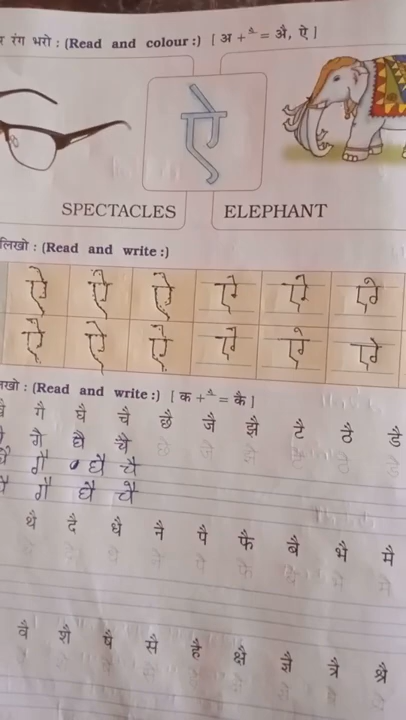 र रंग भरो : (Read and colour:) [ अ + ै = अै, ऐ ]
ऐ
SPECTACLES ELEPHANT
लिखो : (Read and write:)
ऐ ऐ ऐ ऐ ऐ ऐ
ऐ ऐ ऐ ऐ ऐ ऐ
लिखो : (Read and write:) [ क + ै = कै ]
गै घै चै छै जै झै टै ठै डै
गै घै चै
गै घै चै
गै घै चै
थै दै धै नै पै फै बै भै मै
वै शै षै सै है क्षै ज्ञै त्रै श्रै